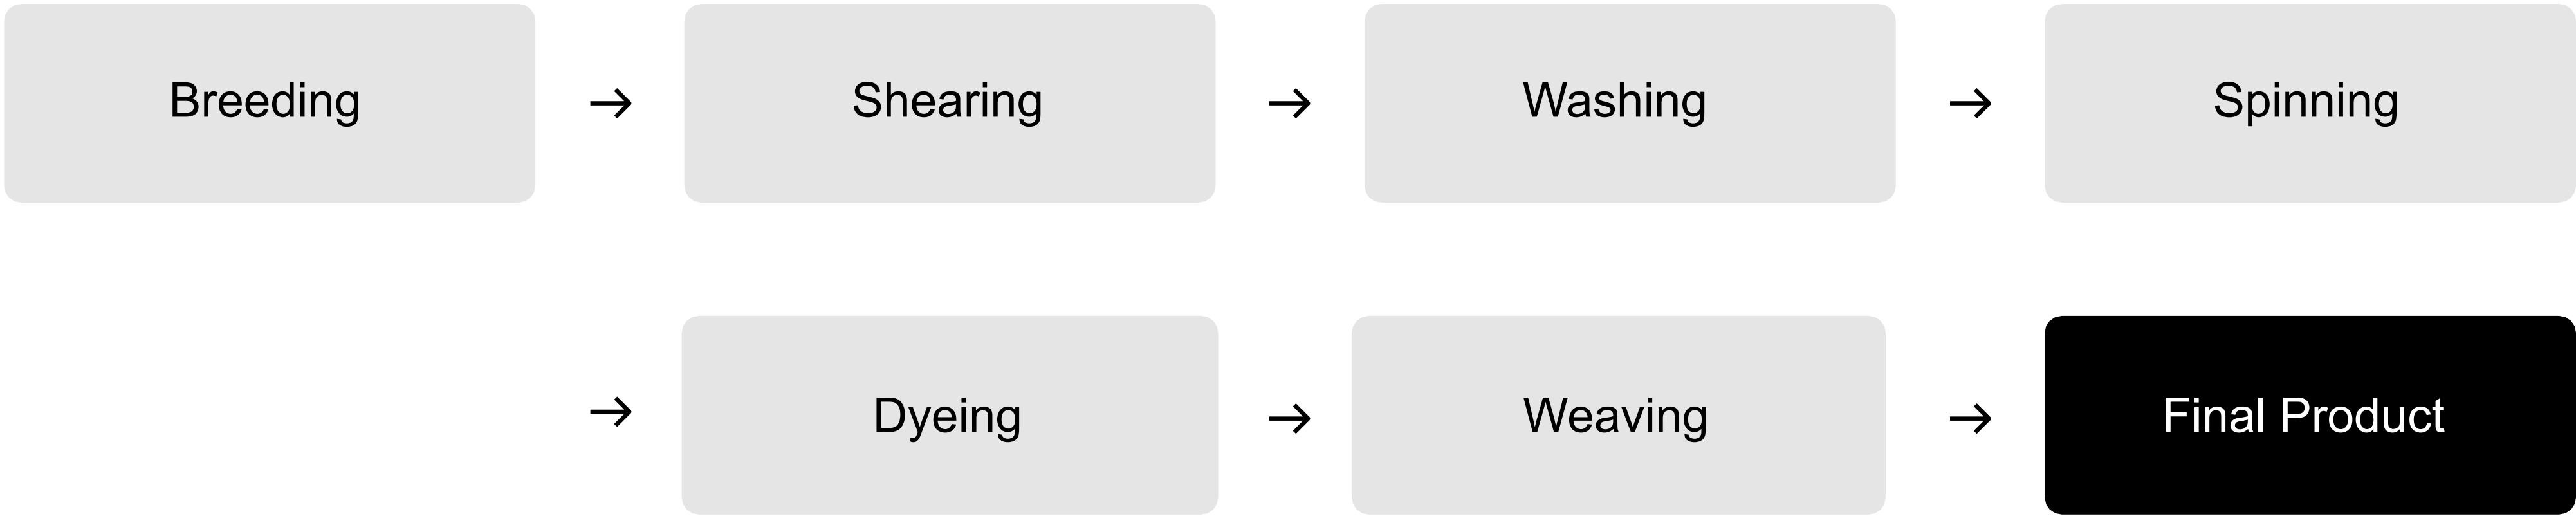 Breeding → Shearing → Washing → Spinning
→ Dyeing → Weaving → Final Product